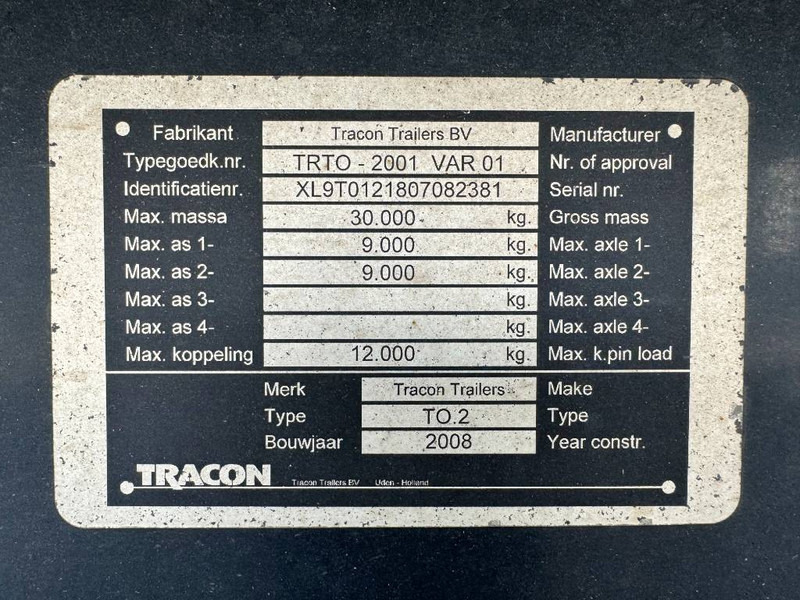 Fabrikant Tracon Trailers BV Manufacturer
Typegoedk.nr. TRTO - 2001 VAR 01 Nr. of approval
Identificatienr. XL9T0121807082381 Serial nr.
Max. massa 30.000 kg. Gross mass
Max. as 1- 9.000 kg. Max. axle 1-
Max. as 2- 9.000 kg. Max. axle 2-
Max. as 3- kg. Max. axle 3-
Max. as 4- kg. Max. axle 4-
Max. koppeling 12.000 kg. Max. k.pin load
Merk Tracon Trailers Make
Type TO.2 Type
Bouwjaar 2008 Year constr.
TRACON Tracon Trailers BV Uden - Holland